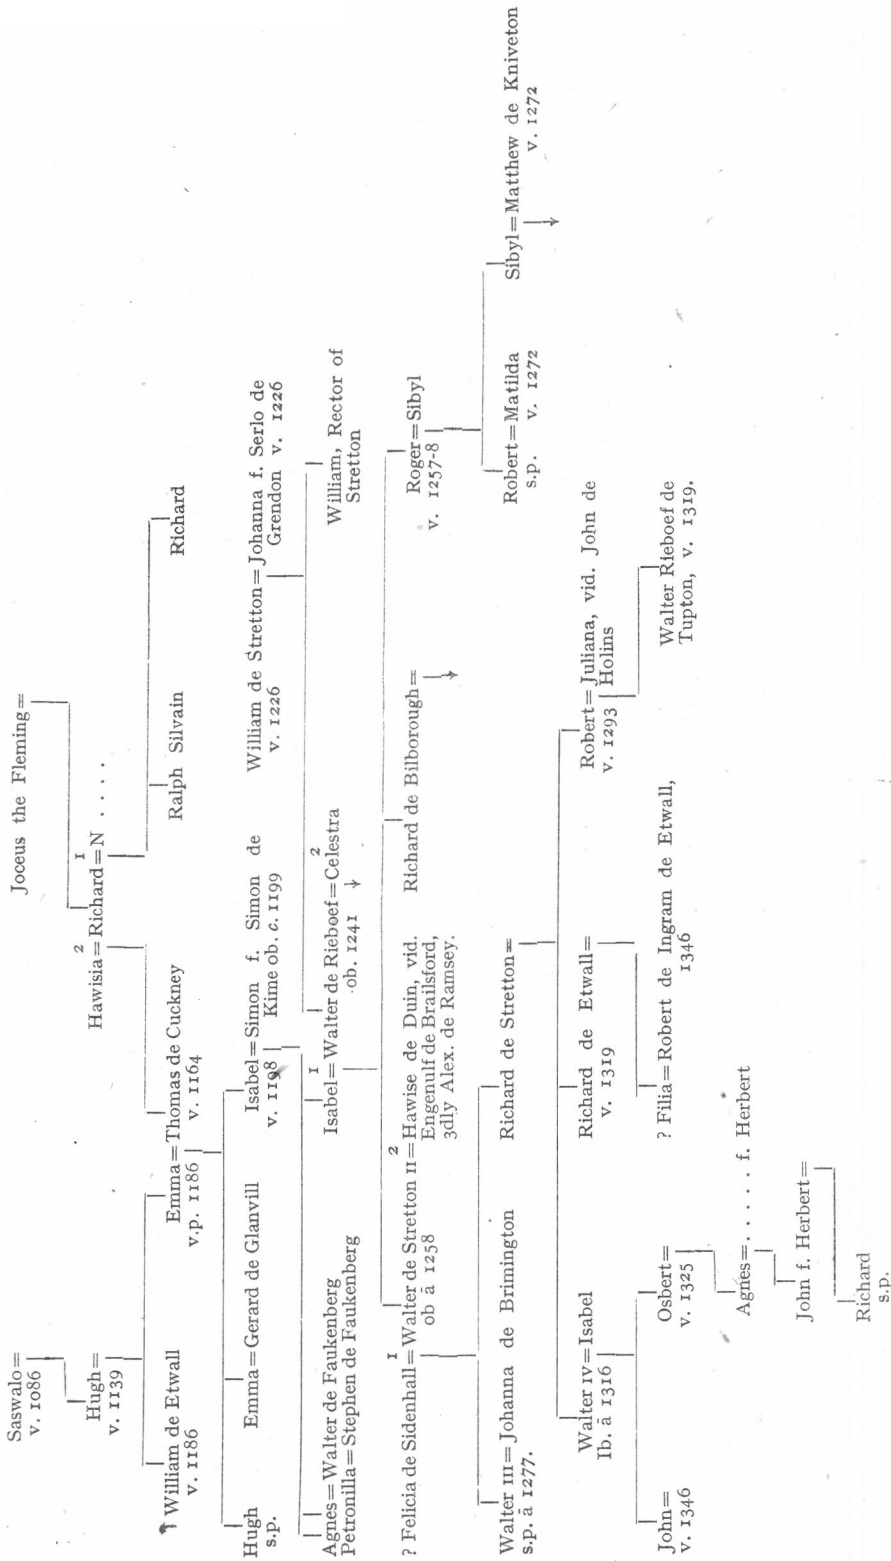 Saswalo=
v. 1086
Joceus the Fleming=
Hugh=
v. 1139
2 1
Hawisia=Richard=N . . . .
William de Etwall
v. 1186
Emma=Thomas de Cuckney
v.p. 1186 v. 1164
Ralph Silvain
Richard
Hugh
s.p.
Emma=Gerard de Glanvill
Isabel=Simon f. Simon de
v. 1198 Kime ob. c. 1199
William de Stretton=Johanna f. Serlo de
v. 1226 Grendon v. 1226
Agnes=Walter de Faukenberg
Petronilla=Stephen de Faukenberg
1 2
Isabel=Walter de Rieboef=Celestra
ob. 1241
William, Rector of
Stretton
1 2
? Felicia de Sidenhall=Walter de Stretton II=Hawise de Duin, vid.
ob ā 1258 Engenulf de Brailsford,
3dly Alex. de Ramsey.
Richard de Bilborough=
Roger=Sibyl
v. 1257-8
Walter III=Johanna de Brimington
s.p. ā 1277.
Richard de Stretton=
Robert=Matilda
s.p. v. 1272
Sibyl=Matthew de Kniveton
v. 1272
Walter IV=Isabel
Ib. ā 1316
Richard de Etwall=
v. 1319
Robert=Juliana, vid. John de
v. 1293 Holins
John=
v. 1346
Osbert=
v. 1325
? Filia=Robert de Ingram de Etwall,
1346
Walter Rieboef de
Tupton, v. 1319.
Agnes=. . . . . f. Herbert
John f. Herbert=
Richard
s.p.